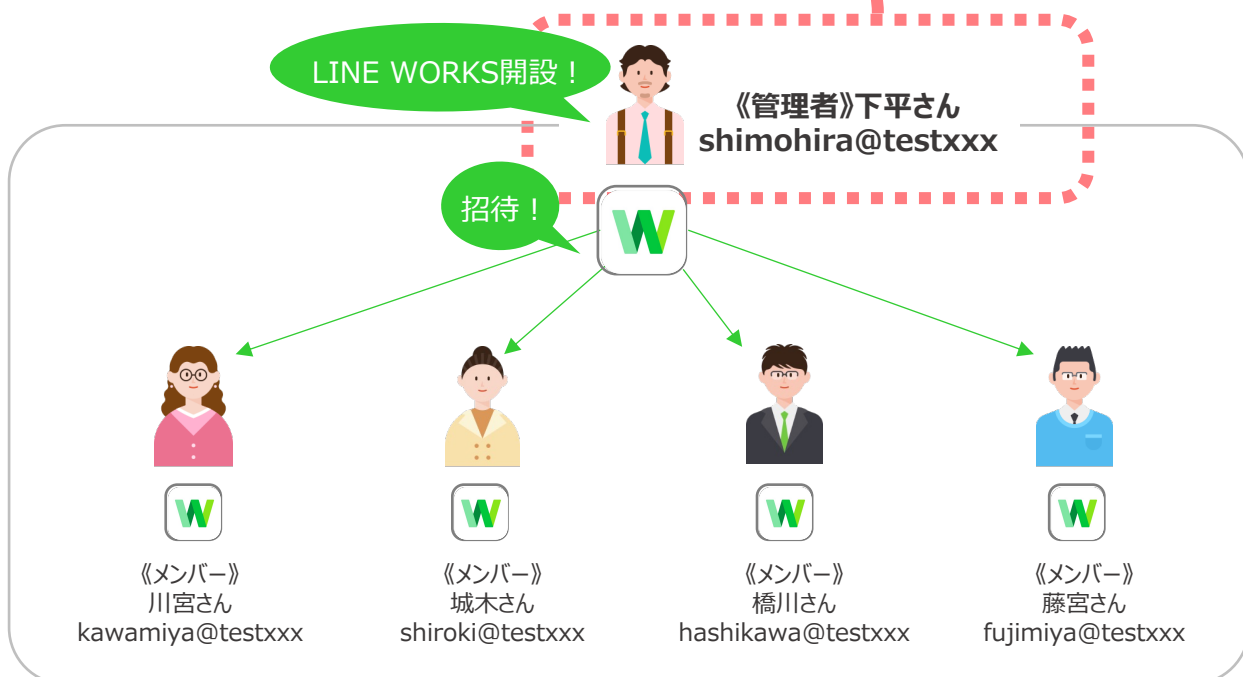 LINE WORKS開設！
《管理者》下平さん
shimohira@testxxx
招待！
《メンバー》
川宮さん
kawamiya@testxxx
《メンバー》
城木さん
shiroki@testxxx
《メンバー》
橋川さん
hashikawa@testxxx
《メンバー》
藤宮さん
fujimiya@testxxx